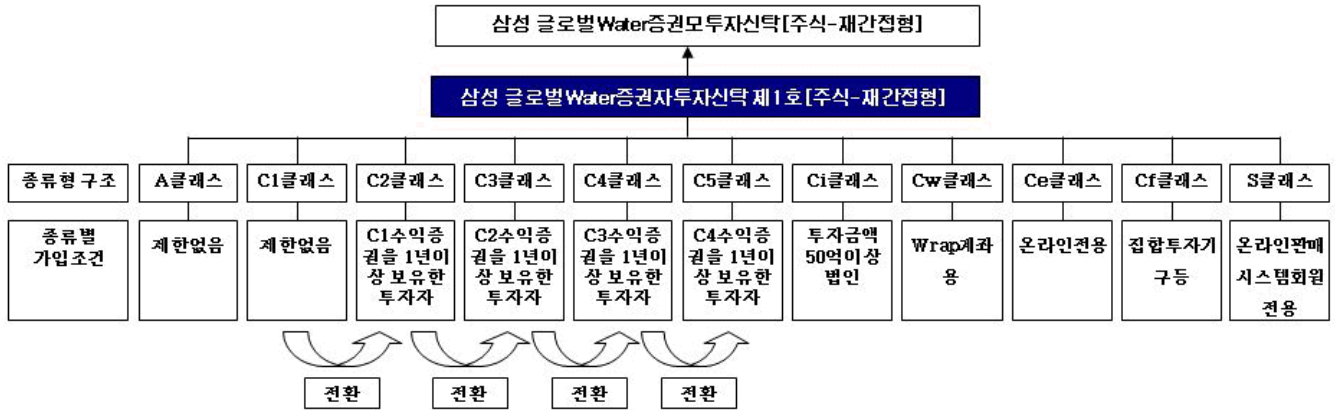 삼성 글로벌Water증권모투자신탁[주식-재간접형]
삼성 글로벌Water증권자투자신탁 제1호[주식-재간접형]
종류형 구조
A클래스
C1클래스
C2클래스
C3클래스
C4클래스
C5클래스
Ci클래스
Cw클래스
Ce클래스
Cf클래스
S클래스
종류별
가입조건
제한없음
제한없음
C1수익증
권을 1년이
상 보유한
투자자
C2수익증
권을 1년이
상 보유한
투자자
C3수익증
권을 1년이
상 보유한
투자자
C4수익증
권을 1년이
상 보유한
투자자
투자금액
50억이상
법인
Wrap계좌
용
온라인전용
집합투자기
구등
온라인판매
시스템회원
전용
전환
전환
전환
전환